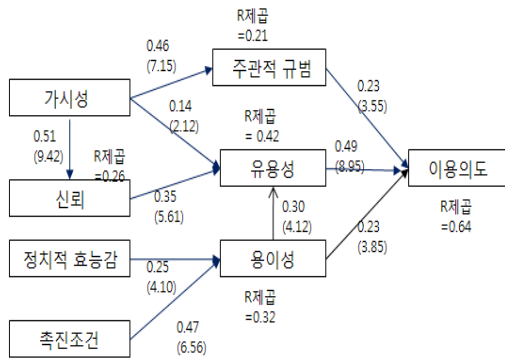 R제곱
=0.21
0.46
(7.15)
주관적 규범
가시성
0.14
(2.12)
R제곱
= 0.42
0.23
(3.55)
0.51
(9.42)
R제곱
=0.26
유용성
0.49
(8.95)
이용의도
신뢰
0.35
(5.61)
0.30
(4.12)
R제곱
=0.64
정치적 효능감
0.25
(4.10)
용이성
0.23
(3.85)
R제곱
=0.32
촉진조건
0.47
(6.56)